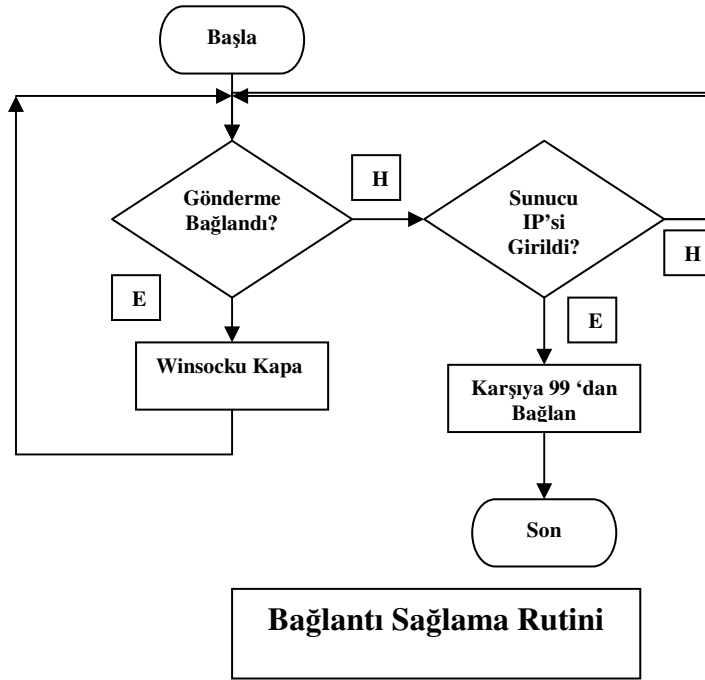 Başla
Gönderme
Bağlandı?
H
Sunucu
IP’si
Girildi?
H
E
E
Winsocku Kapa
Karşıya 99 ‘dan
Bağlan
Son
Bağlantı Sağlama Rutini